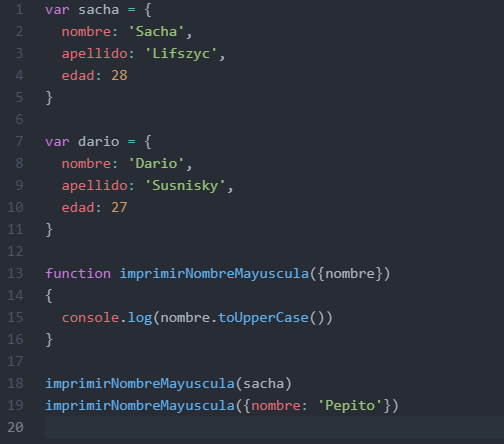 1 var sacha = {
2   nombre: 'Sacha',
3   apellido: 'Lifszyc',
4   edad: 28
5 }
6
7 var dario = {
8   nombre: 'Dario',
9   apellido: 'Susnisky',
10   edad: 27
11 }
12
13 function imprimirNombreMayuscula({nombre})
14 {
15   console.log(nombre.toUpperCase())
16 }
17
18 imprimirNombreMayuscula(sacha)
19 imprimirNombreMayuscula({nombre: 'Pepito'})
20